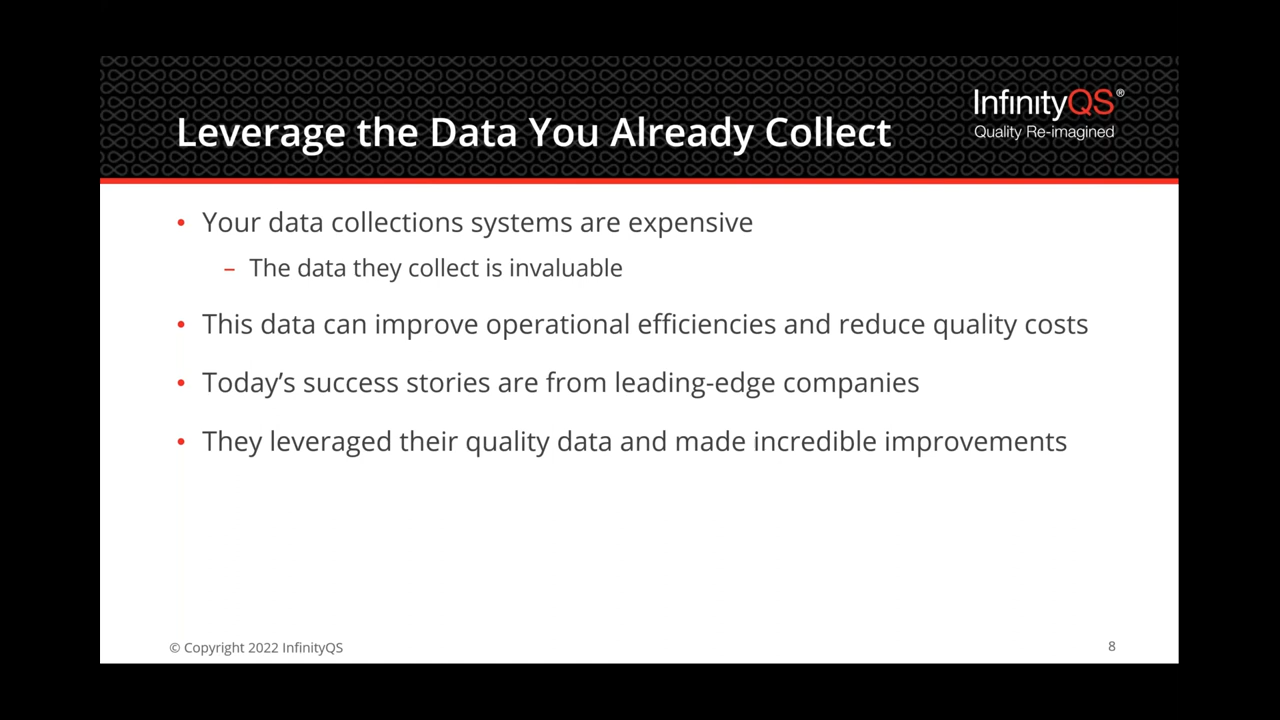 Leverage the Data You Already Collect
InfinityQS®
Quality Re-imagined
• Your data collections systems are expensive
– The data they collect is invaluable
• This data can improve operational efficiencies and reduce quality costs
• Today’s success stories are from leading-edge companies
• They leveraged their quality data and made incredible improvements
© Copyright 2022 InfinityQS
8